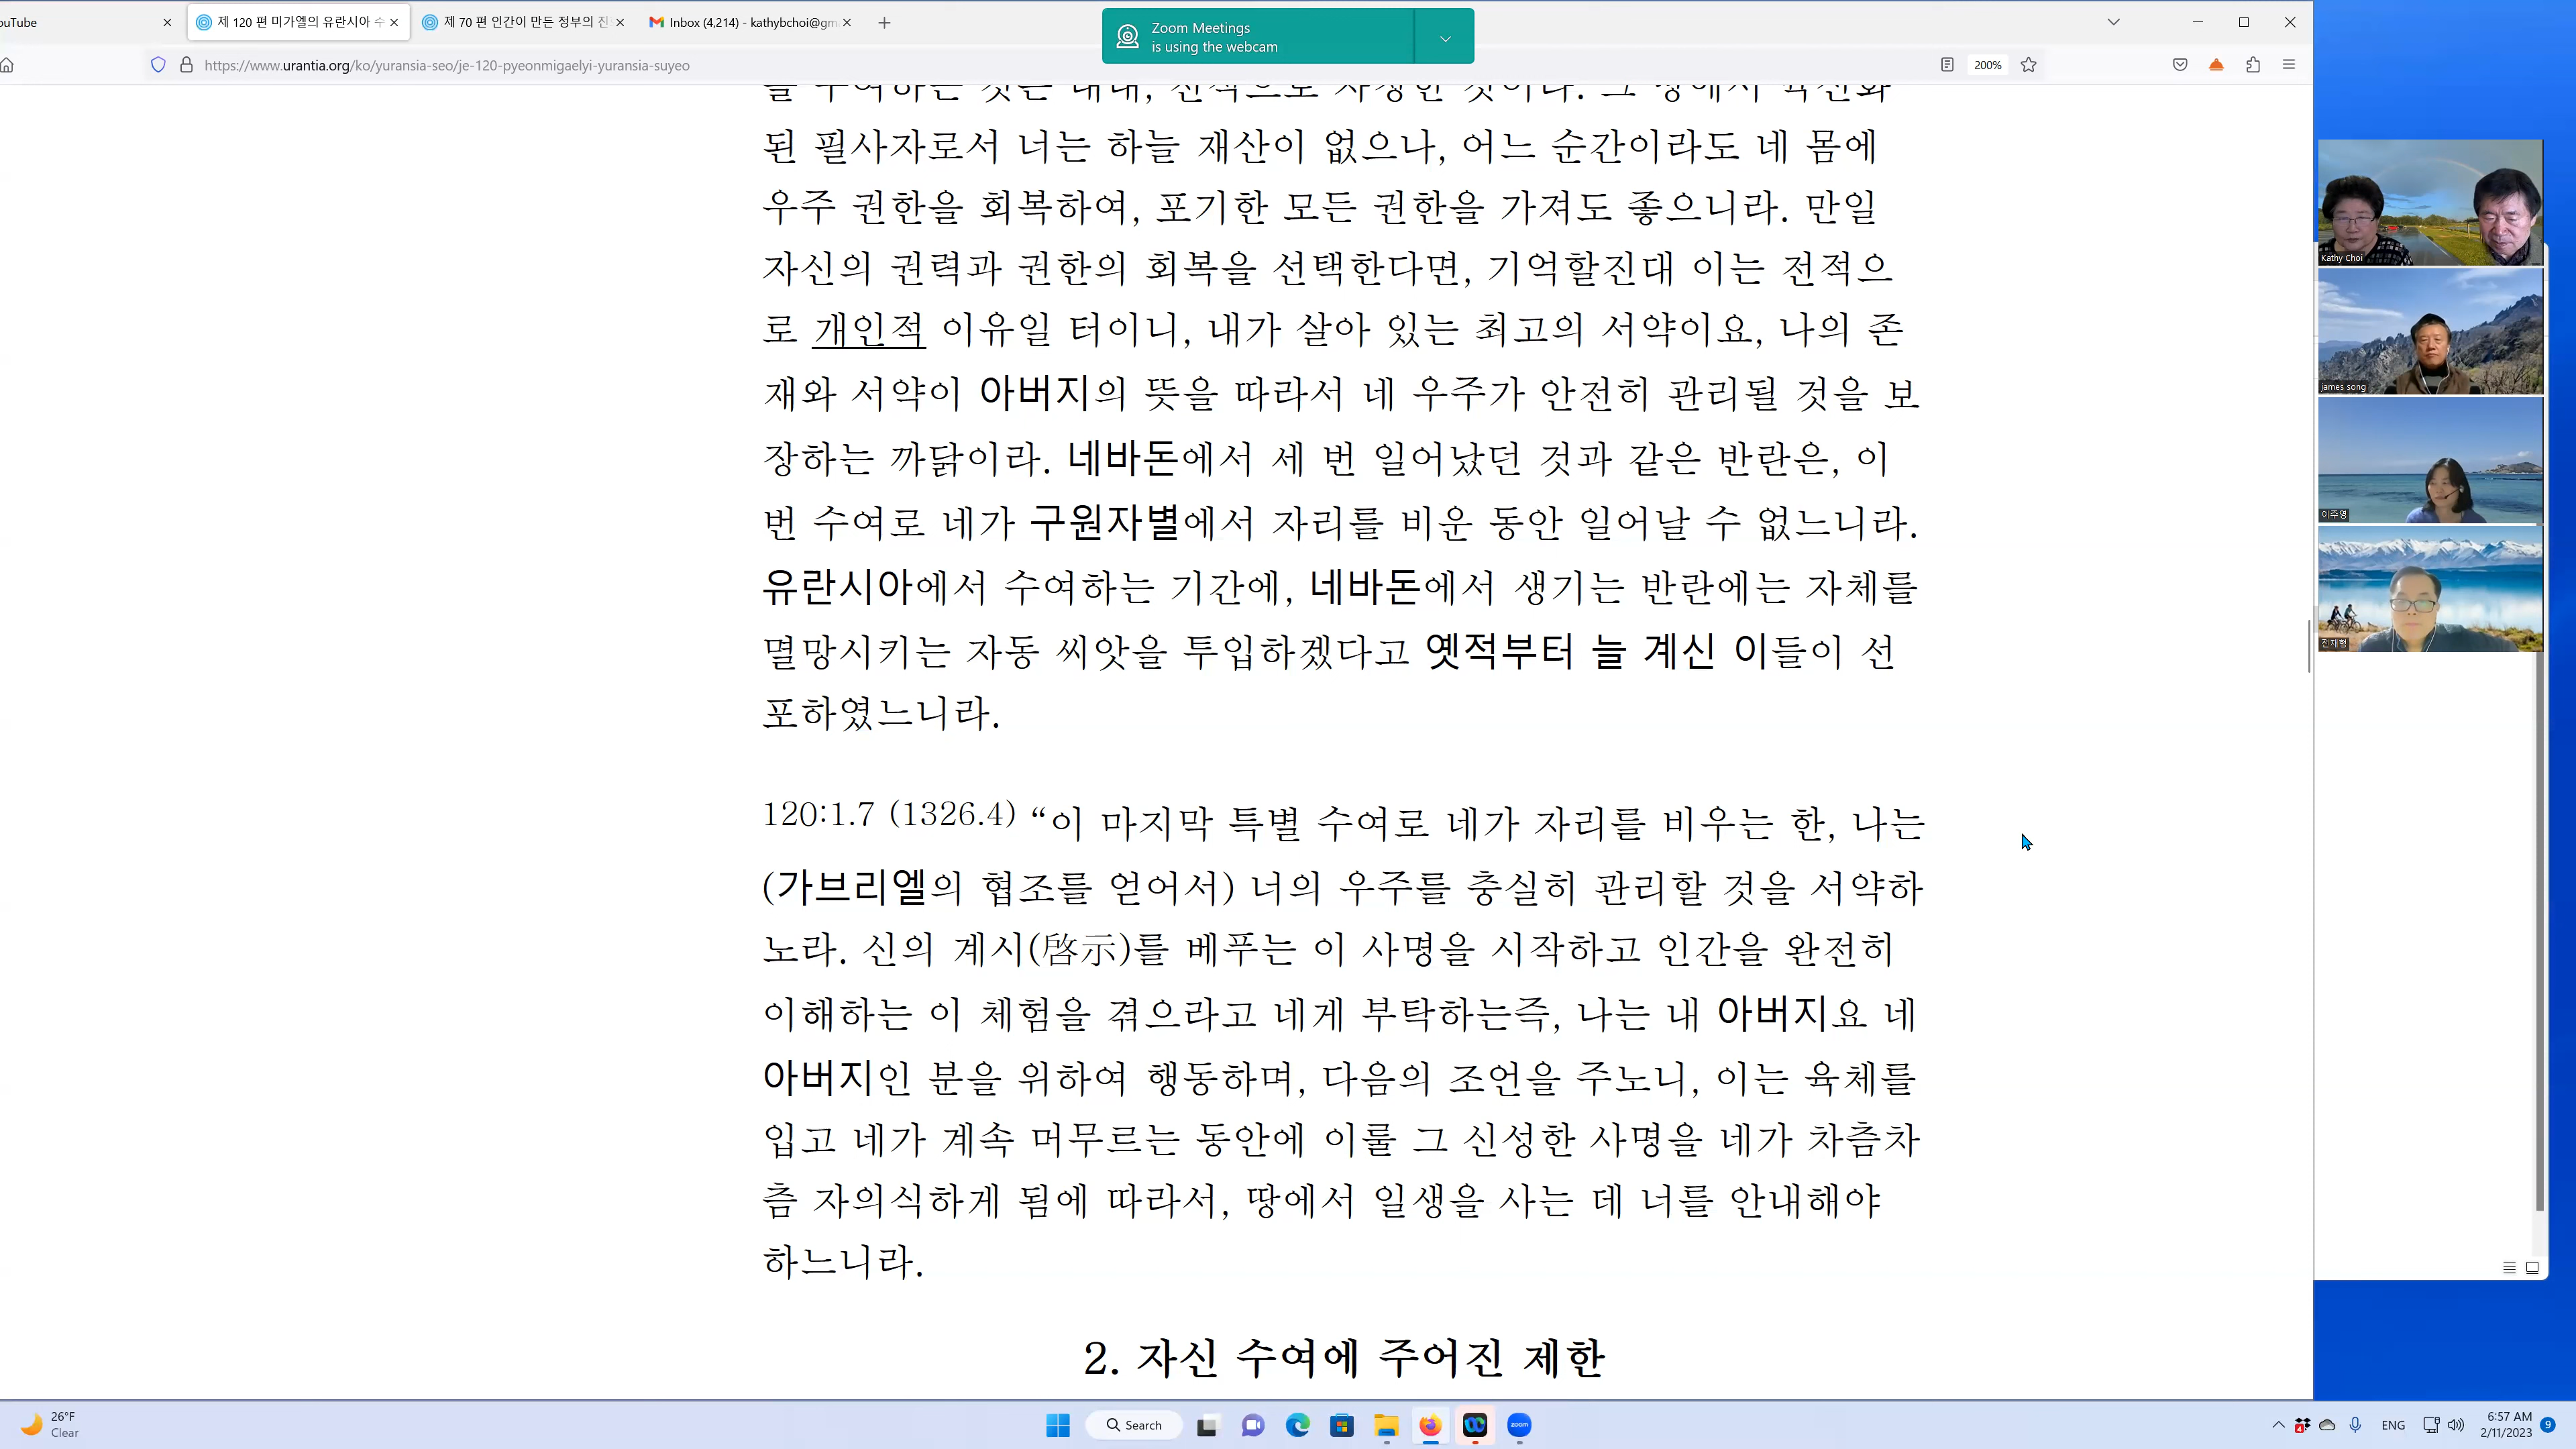 ouTube
제 120 편 미가엘의 유란시아 수
제 70 편 인간이 만든 정부의 진
Inbox (4,214) - kathybchoi@gm
Zoom Meetings
is using the webcam
https://www.urantia.org/ko/yuransia-seo/je-120-pyeonmigaelyi-yuransia-suyeo
200%
된 필사자로서 너는 하늘 재산이 없으나, 어느 순간이라도 네 몸에
우주 권한을 회복하여, 포기한 모든 권한을 가져도 좋으니라. 만일
자신의 권력과 권한의 회복을 선택한다면, 기억할진대 이는 전적으
로 개인적 이유일 터이니, 내가 살아 있는 최고의 서약이요, 나의 존
재와 서약이 아버지의 뜻을 따라서 네 우주가 안전히 관리될 것을 보
장하는 까닭이라. 네바돈에서 세 번 일어났던 것과 같은 반란은, 이
번 수여로 네가 구원자별에서 자리를 비운 동안 일어날 수 없느니라.
유란시아에서 수여하는 기간에, 네바돈에서 생기는 반란에는 자체를
멸망시키는 자동 씨앗을 투입하겠다고 옛적부터 늘 계신 이들이 선
포하였느니라.
120:1.7 (1326.4) “이 마지막 특별 수여로 네가 자리를 비우는 한, 나는
(가브리엘의 협조를 얻어서) 너의 우주를 충실히 관리할 것을 서약하
노라. 신의 계시(啓示)를 베푸는 이 사명을 시작하고 인간을 완전히
이해하는 이 체험을 겪으라고 네게 부탁하는즉, 나는 내 아버지요 네
아버지인 분을 위하여 행동하며, 다음의 조언을 주노니, 이는 육체를
입고 네가 계속 머무르는 동안에 이룰 그 신성한 사명을 네가 차츰차
츰 자의식하게 됨에 따라서, 땅에서 일생을 사는 데 너를 안내해야
하느니라.
2. 자신 수여에 주어진 제한
Kathy Choi
james song
이주영
전재형
26°F
Clear
Search
zoom
ENG
6:57 AM
2/11/2023
9